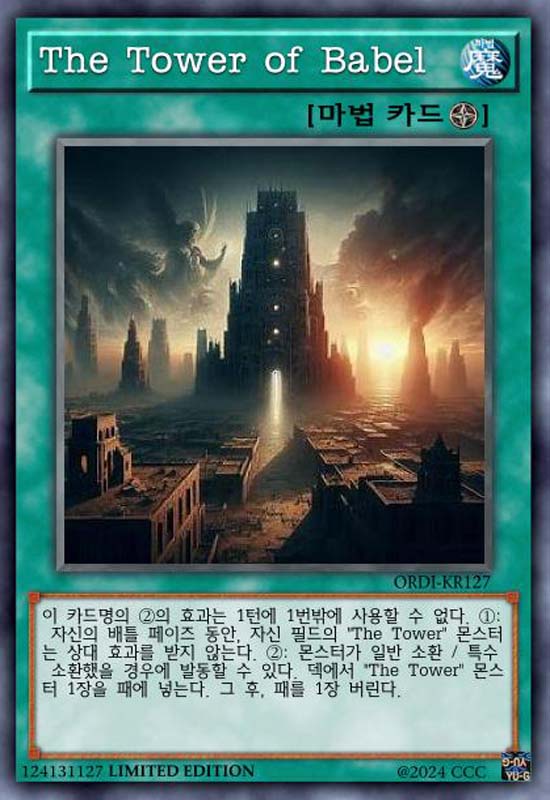 The Tower of Babel
마법
魔
[마법 카드]
ORDI-KR127
이 카드명의 ②의 효과는 1턴에 1번밖에 사용할 수 없다. ①:
자신의 배틀 페이즈 동안, 자신 필드의 "The Tower" 몬스터
는 상대 효과를 받지 않는다. ②: 몬스터가 일반 소환 / 특수
소환했을 경우에 발동할 수 있다. 덱에서 "The Tower" 몬스
터 1장을 패에 넣는다. 그 후, 패를 1장 버린다.
124131127 LIMITED EDITION
@2024 CCC
YU-G
YU-G